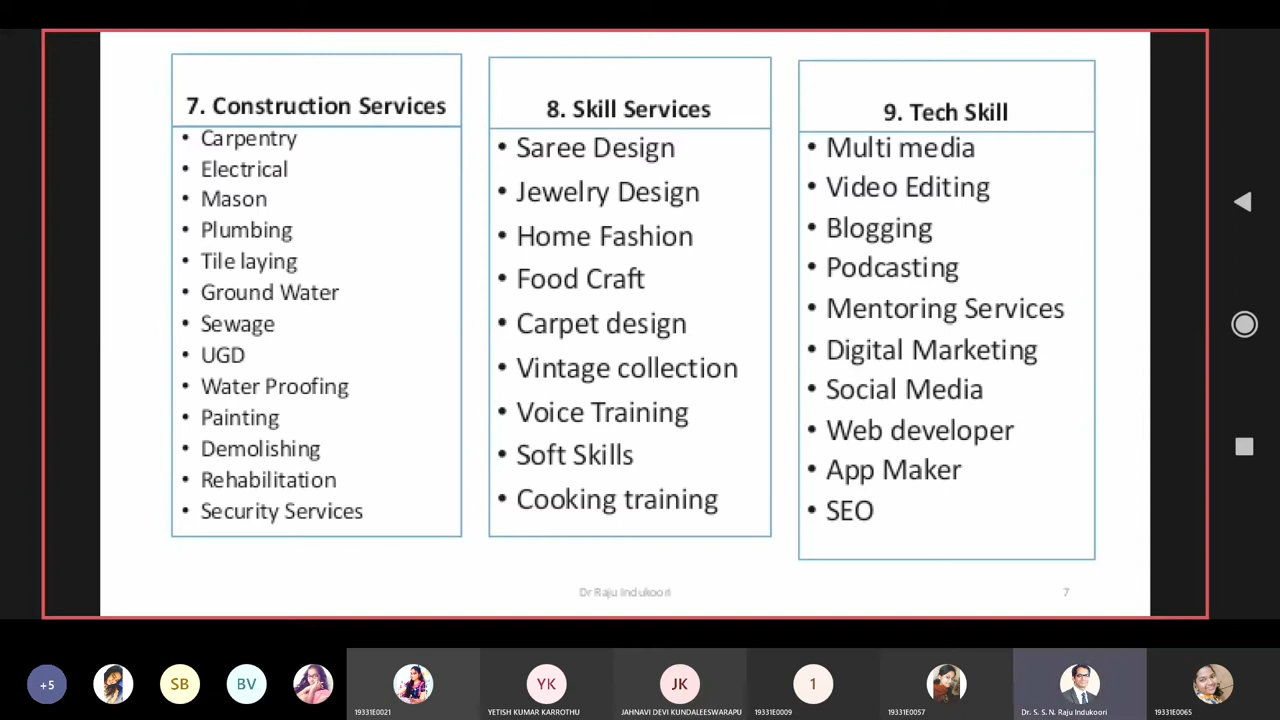 7. Construction Services
• Carpentry
• Electrical
• Mason
• Plumbing
• Tile laying
• Ground Water
• Sewage
• UGD
• Water Proofing
• Painting
• Demolishing
• Rehabilitation
• Security Services
8. Skill Services
• Saree Design
• Jewelry Design
• Home Fashion
• Food Craft
• Carpet design
• Vintage collection
• Voice Training
• Soft Skills
• Cooking training
9. Tech Skill
• Multi media
• Video Editing
• Blogging
• Podcasting
• Mentoring Services
• Digital Marketing
• Social Media
• Web developer
• App Maker
• SEO
Dr Raju Indukoori
7
+5
SB
BV
19331E0021
YK
YETISH KUMAR KARROTHU
JK
JAHNAVI DEVI KUNDALEESWARAPU
1
19331E0009
19331E0057
Dr. S. S. N. Raju Indukoori
19331E0065